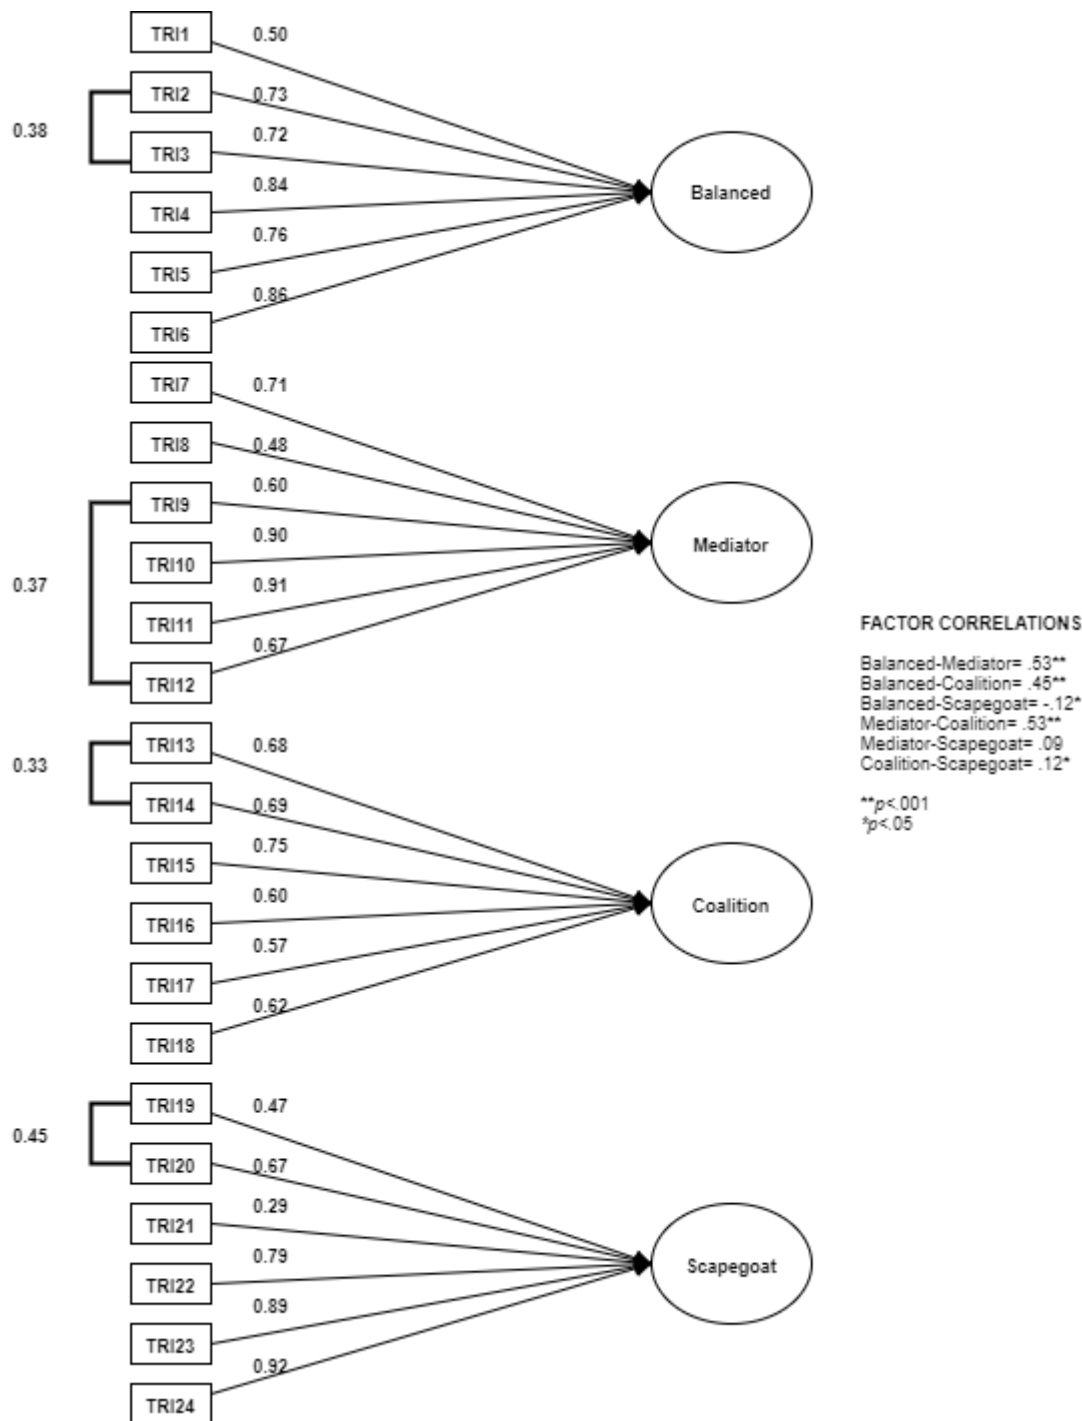 TRI1 0.50
TRI2 0.73
0.38
TRI3 0.72
TRI4 0.84
Balanced
TRI5 0.76
TRI6 0.86
TRI7 0.71
TRI8 0.48
TRI9 0.60
TRI10 0.90
Mediator
0.37
TRI11 0.91
TRI12 0.67
FACTOR CORRELATIONS
Balanced-Mediator= .53**
Balanced-Coalition= .45**
Balanced-Scapegoat= -.12*
Mediator-Coalition= .53**
Mediator-Scapegoat= .09
Coalition-Scapegoat= .12*
**p<.001
*p<.05
TRI13 0.68
0.33
TRI14 0.69
TRI15 0.75
TRI16 0.60
Coalition
TRI17 0.57
TRI18 0.62
TRI19 0.47
0.45
TRI20 0.67
TRI21 0.29
TRI22 0.79
Scapegoat
TRI23 0.89
TRI24 0.92